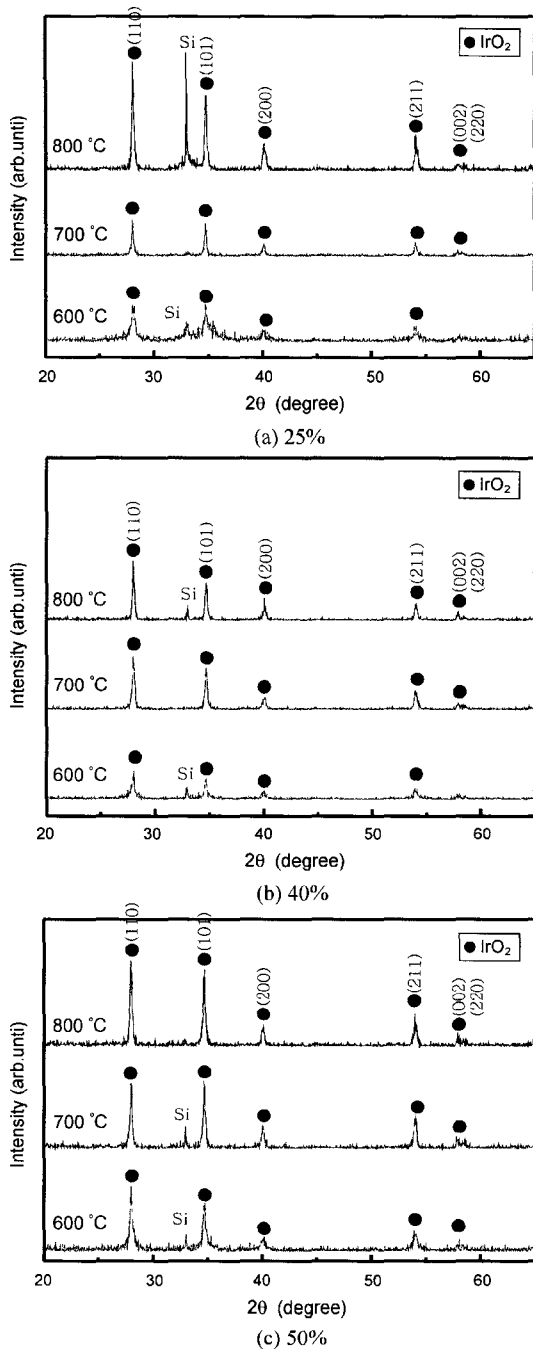 Intensity (arb.unti)
● IrO₂
(110)
Si
(101)
(200)
(211)
(002)
(220)
800 °C
700 °C
600 °C
Si
20 30 40 50 60
2θ (degree)
(a) 25%
Intensity (arb.unti)
● IrO₂
(110)
(101)
(200)
(211)
(002)
(220)
800 °C
Si
700 °C
600 °C
Si
20 30 40 50 60
2θ (degree)
(b) 40%
Intensity (arb.unti)
● IrO₂
(110)
(101)
(200)
(211)
(002)
(220)
800 °C
700 °C
Si
600 °C
Si
20 30 40 50 60
2θ (degree)
(c) 50%